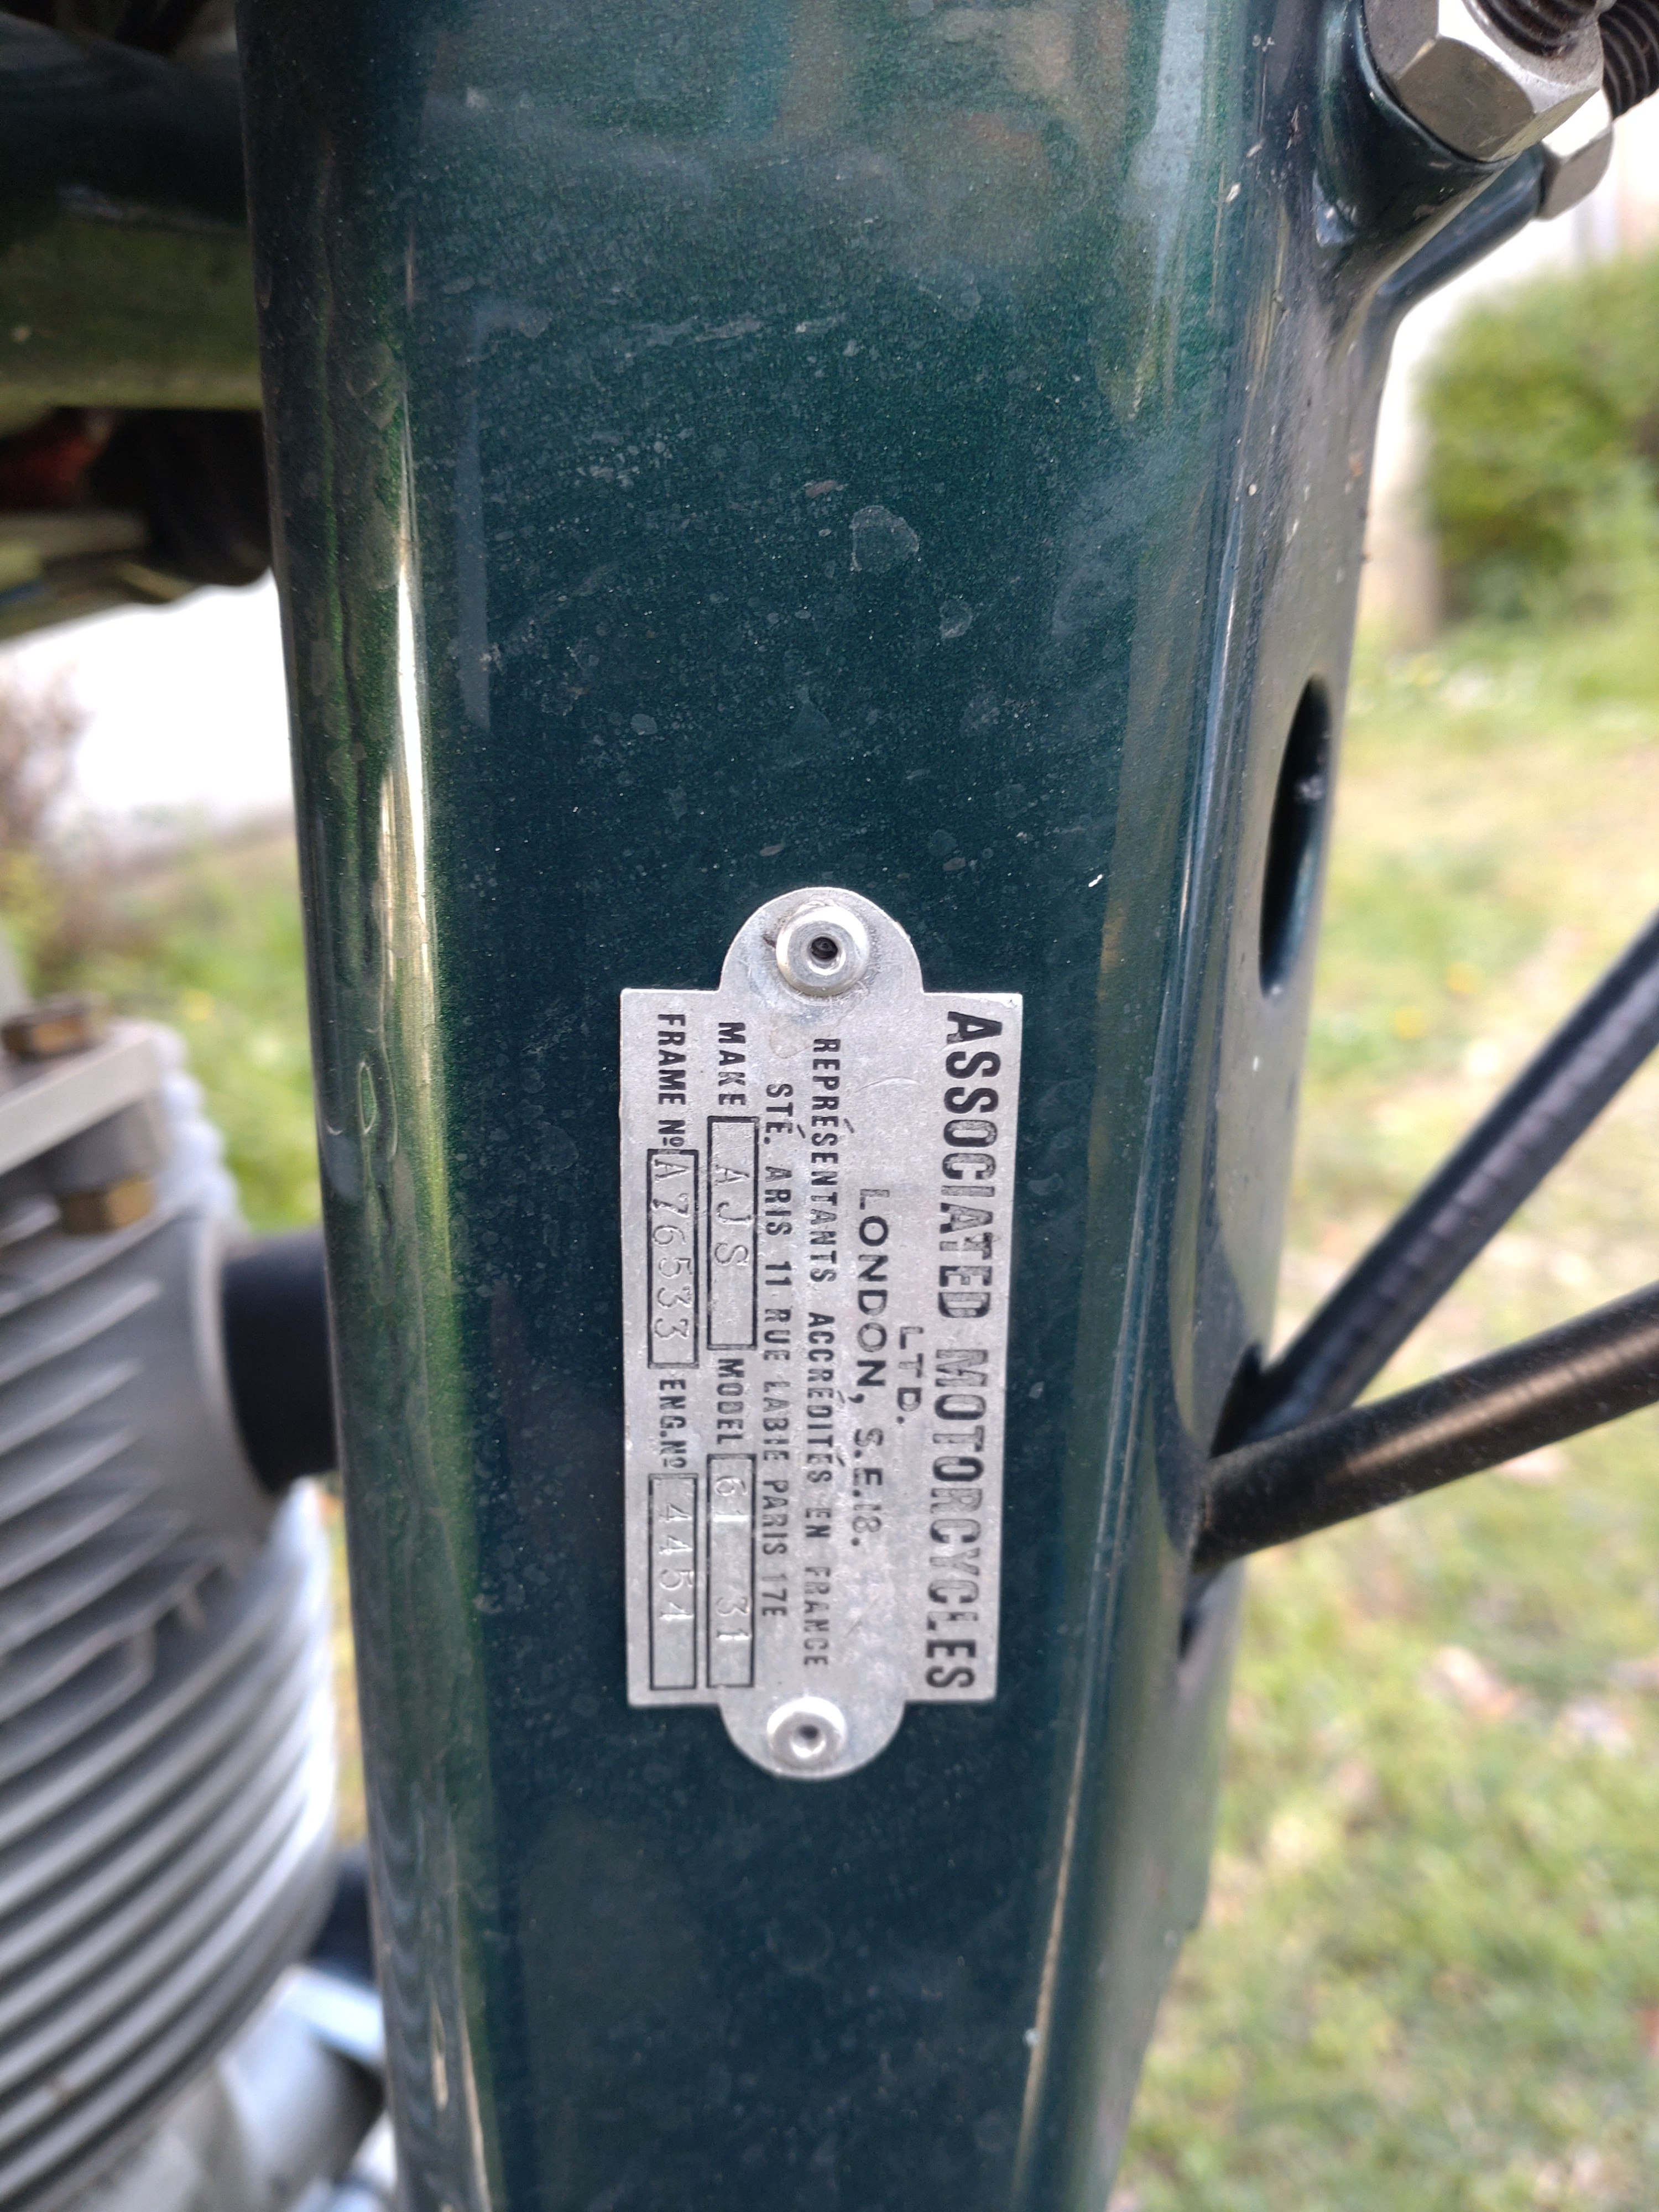 ASSOCIATED MOTORCYCLES
LTD.
LONDON, S.E.18.
REPRÉSENTANTS ACCRÉDITÉS EN FRANCE
STÉ. ARIS 11 RUE LABIE PARIS 17E
MAKE AJS MODEL 61 31
FRAME Nº A76533 ENG. Nº 4454